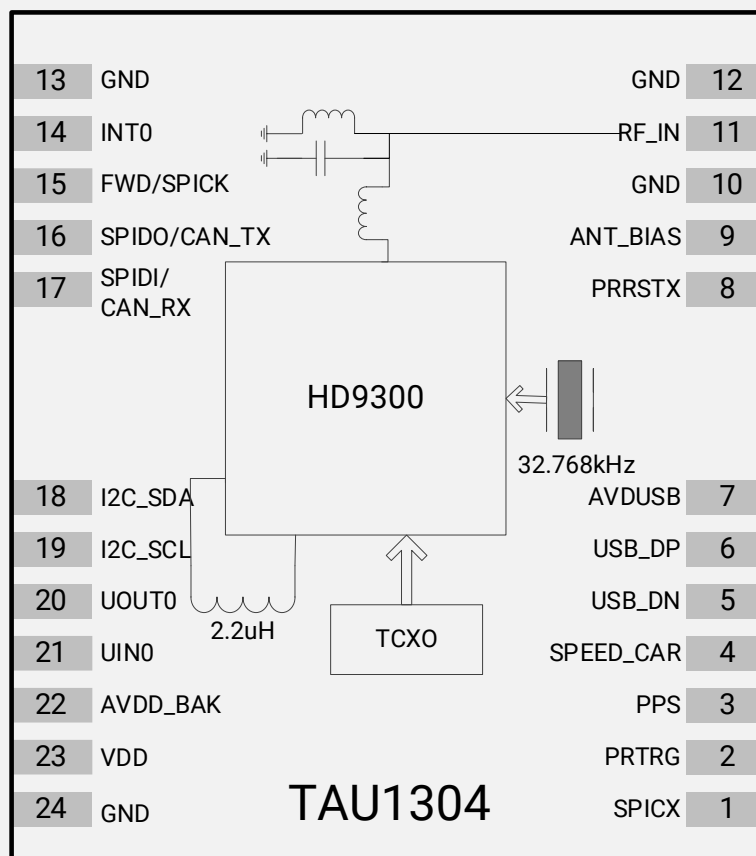 13 GND GND 12
14 INT0 RF_IN 11
15 FWD/SPICK GND 10
16 SPIDO/CAN_TX ANT_BIAS 9
17 SPIDI/ PRRSTX 8
CAN_RX
HD9300
32.768kHz
18 I2C_SDA AVDUSB 7
19 I2C_SCL USB_DP 6
20 UOUT0 USB_DN 5
2.2uH
TCXO
21 UIN0 SPEED_CAR 4
22 AVDD_BAK PPS 3
23 VDD PRTRG 2
24 GND TAU1304 SPICX 1